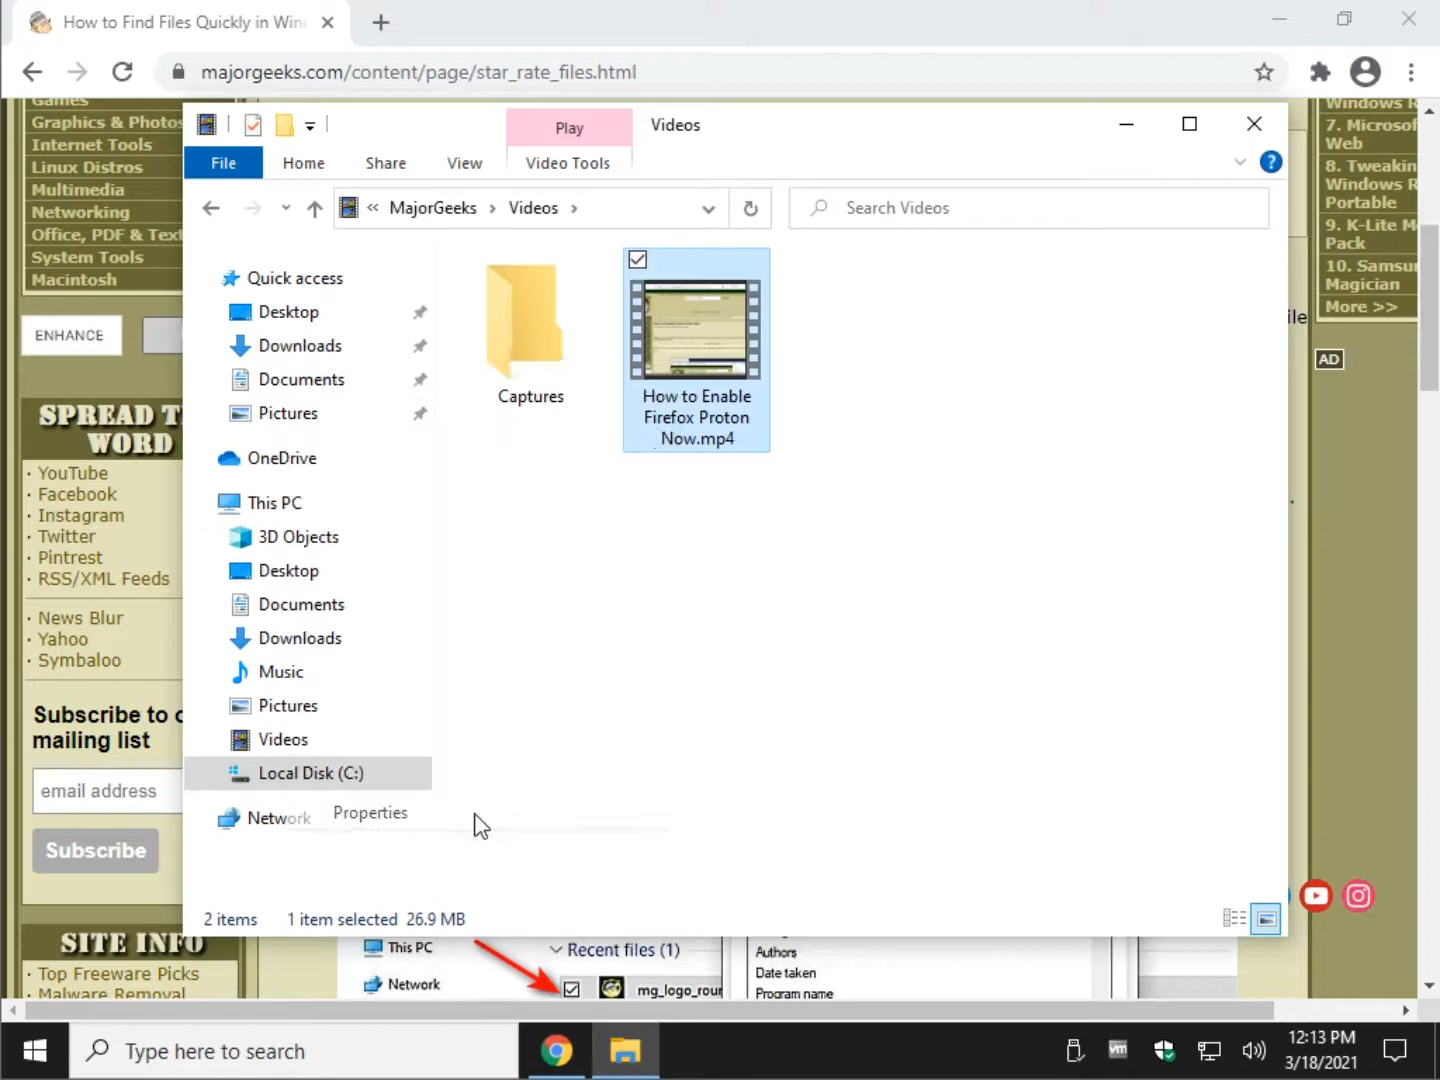 How to Find Files Quickly in Win
majorgeeks.com/content/page/star_rate_files.html
Games
Graphics & Photos
Internet Tools
Linux Distros
Multimedia
Networking
Office, PDF & Text
System Tools
Macintosh
ENHANCE
SPREAD T
WORD
· YouTube
· Facebook
· Instagram
· Twitter
· Pintrest
· RSS/XML Feeds
· News Blur
· Yahoo
· Symbaloo
Subscribe to o
mailing list
email address
Subscribe
SITE INFO
· Top Freeware Picks
· Malware Removal
Play
Videos
File
Home
Share
View
Video Tools
?
« MajorGeeks › Videos ›
Search Videos
Quick access
Desktop
Downloads
Documents
Pictures
OneDrive
This PC
3D Objects
Desktop
Documents
Downloads
Music
Pictures
Videos
Local Disk (C:)
Network
Properties
Captures
How to Enable
Firefox Proton
Now.mp4
2 items
1 item selected 26.9 MB
This PC
Network
Recent files (1)
mg_logo_rour
Authors
Date taken
Program name
Windows R
7. Microsof
Web
8. Tweakin
Windows R
Portable
9. K-Lite M
Pack
10. Samsu
Magician
More >>
ile
AD
Type here to search
vm
12:13 PM
3/18/2021